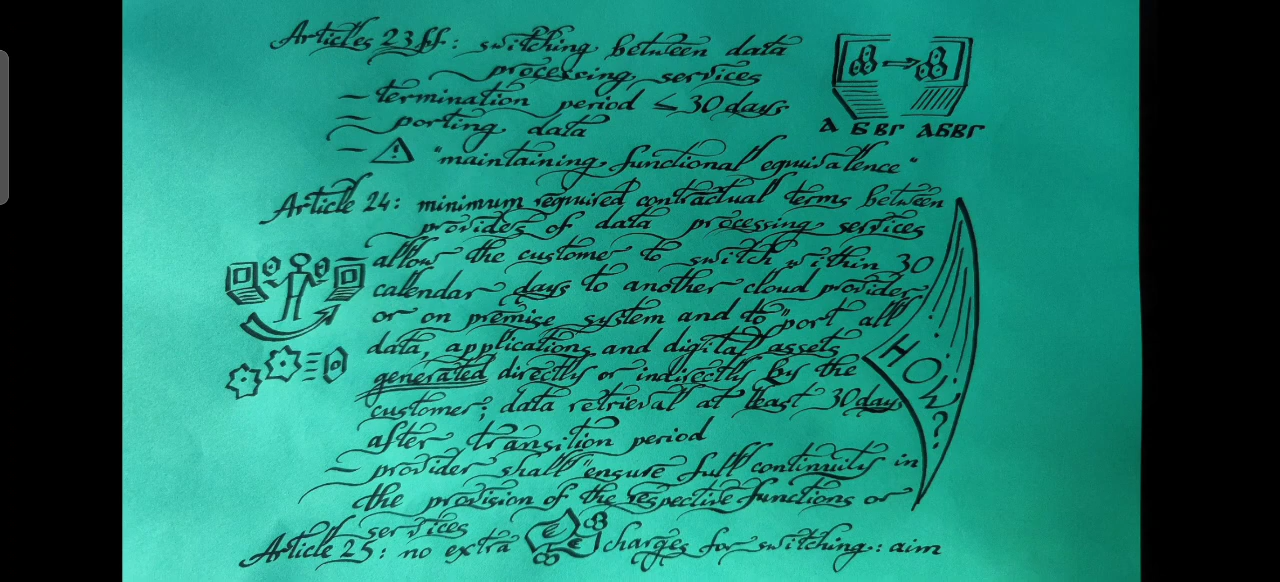 Articles 23ff: switching between data
processing services
– termination period ≤ 30 days
– porting data
– ⚠ "maintaining functional equivalence"
А Б В Г А Б В Г
Article 24: minimum required contractual terms between
provides of data processing services
allow the custome to switch within 30
calendar days to another cloud provider
or on premise system and to "port all
data, applications and digital assets
generated directly or indirectly by the
customer; data retrieval at least 30 days
after transition period
HOW?
– provider shall "ensure full continuity in
the provision of the respective functions or
services
Article 25: no extra € € charges for switching: aim